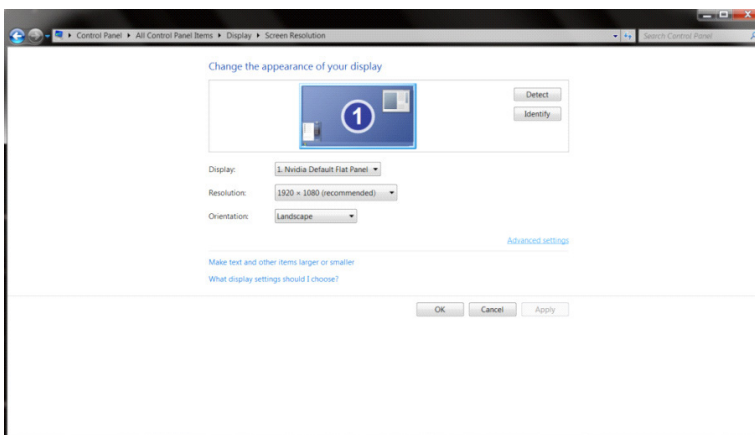 Control Panel ▸ All Control Panel Items ▸ Display ▸ Screen Resolution
Search Control Panel
Change the appearance of your display
1
Detect
Identify
Display: 1. Nvidia Default Flat Panel
Resolution: 1920 × 1080 (recommended)
Orientation: Landscape
Advanced settings
Make text and other items larger or smaller
What display settings should I choose?
OK Cancel Apply